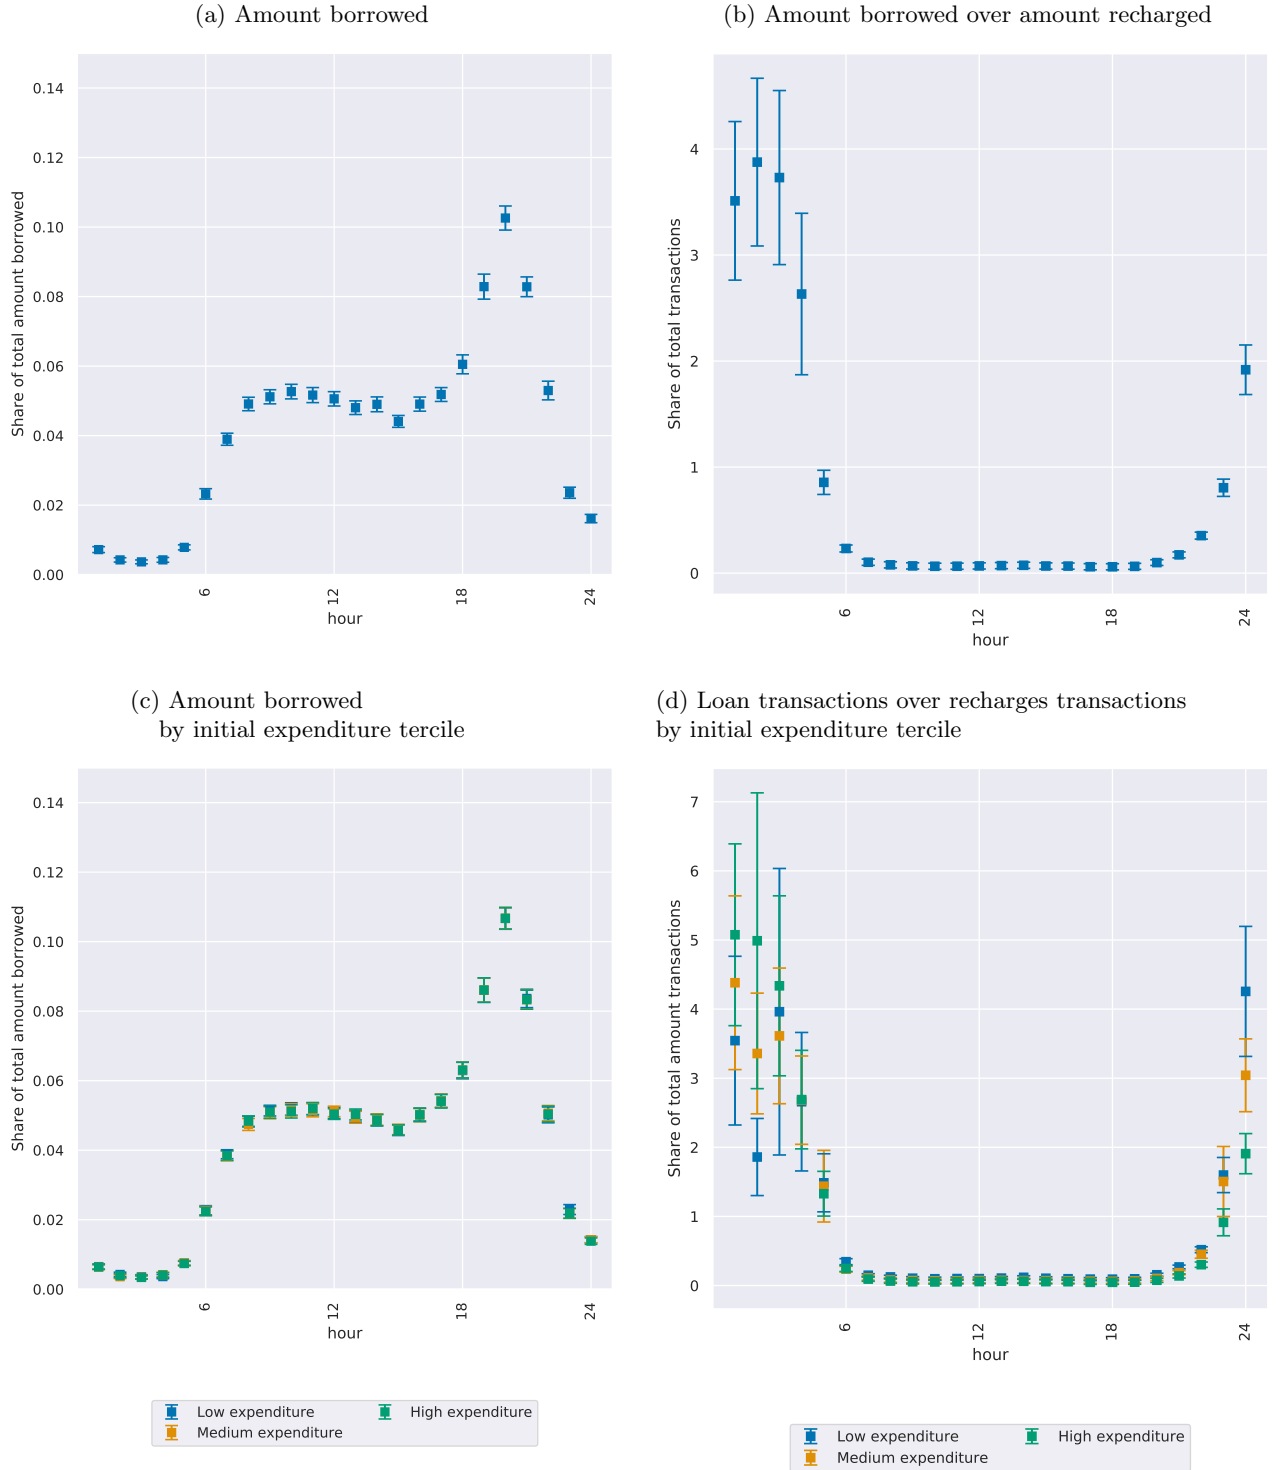 (a) Amount borrowed
0.14
0.12
0.10
0.08
0.06
0.04
0.02
0.00
Share of total amount borrowed
6
12
18
24
hour
(b) Amount borrowed over amount recharged
4
3
2
1
0
Share of total transactions
6
12
18
24
hour
(c) Amount borrowed
by initial expenditure tercile
0.14
0.12
0.10
0.08
0.06
0.04
0.02
0.00
Share of total amount borrowed
6
12
18
24
hour
Low expenditure
Medium expenditure
High expenditure
(d) Loan transactions over recharges transactions
by initial expenditure tercile
7
6
5
4
3
2
1
0
Share of total amount transactions
6
12
18
24
hour
Low expenditure
Medium expenditure
High expenditure